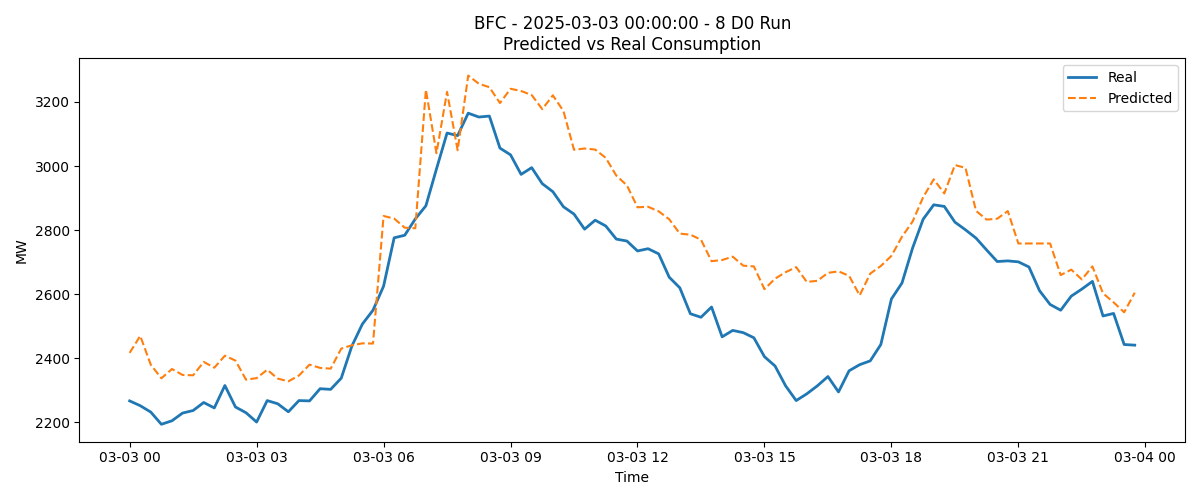 BFC - 2025-03-03 00:00:00 - 8 D0 Run
Predicted vs Real Consumption
Real
Predicted
MW
3200
3000
2800
2600
2400
2200
03-03 00
03-03 03
03-03 06
03-03 09
03-03 12
03-03 15
03-03 18
03-03 21
03-04 00
Time